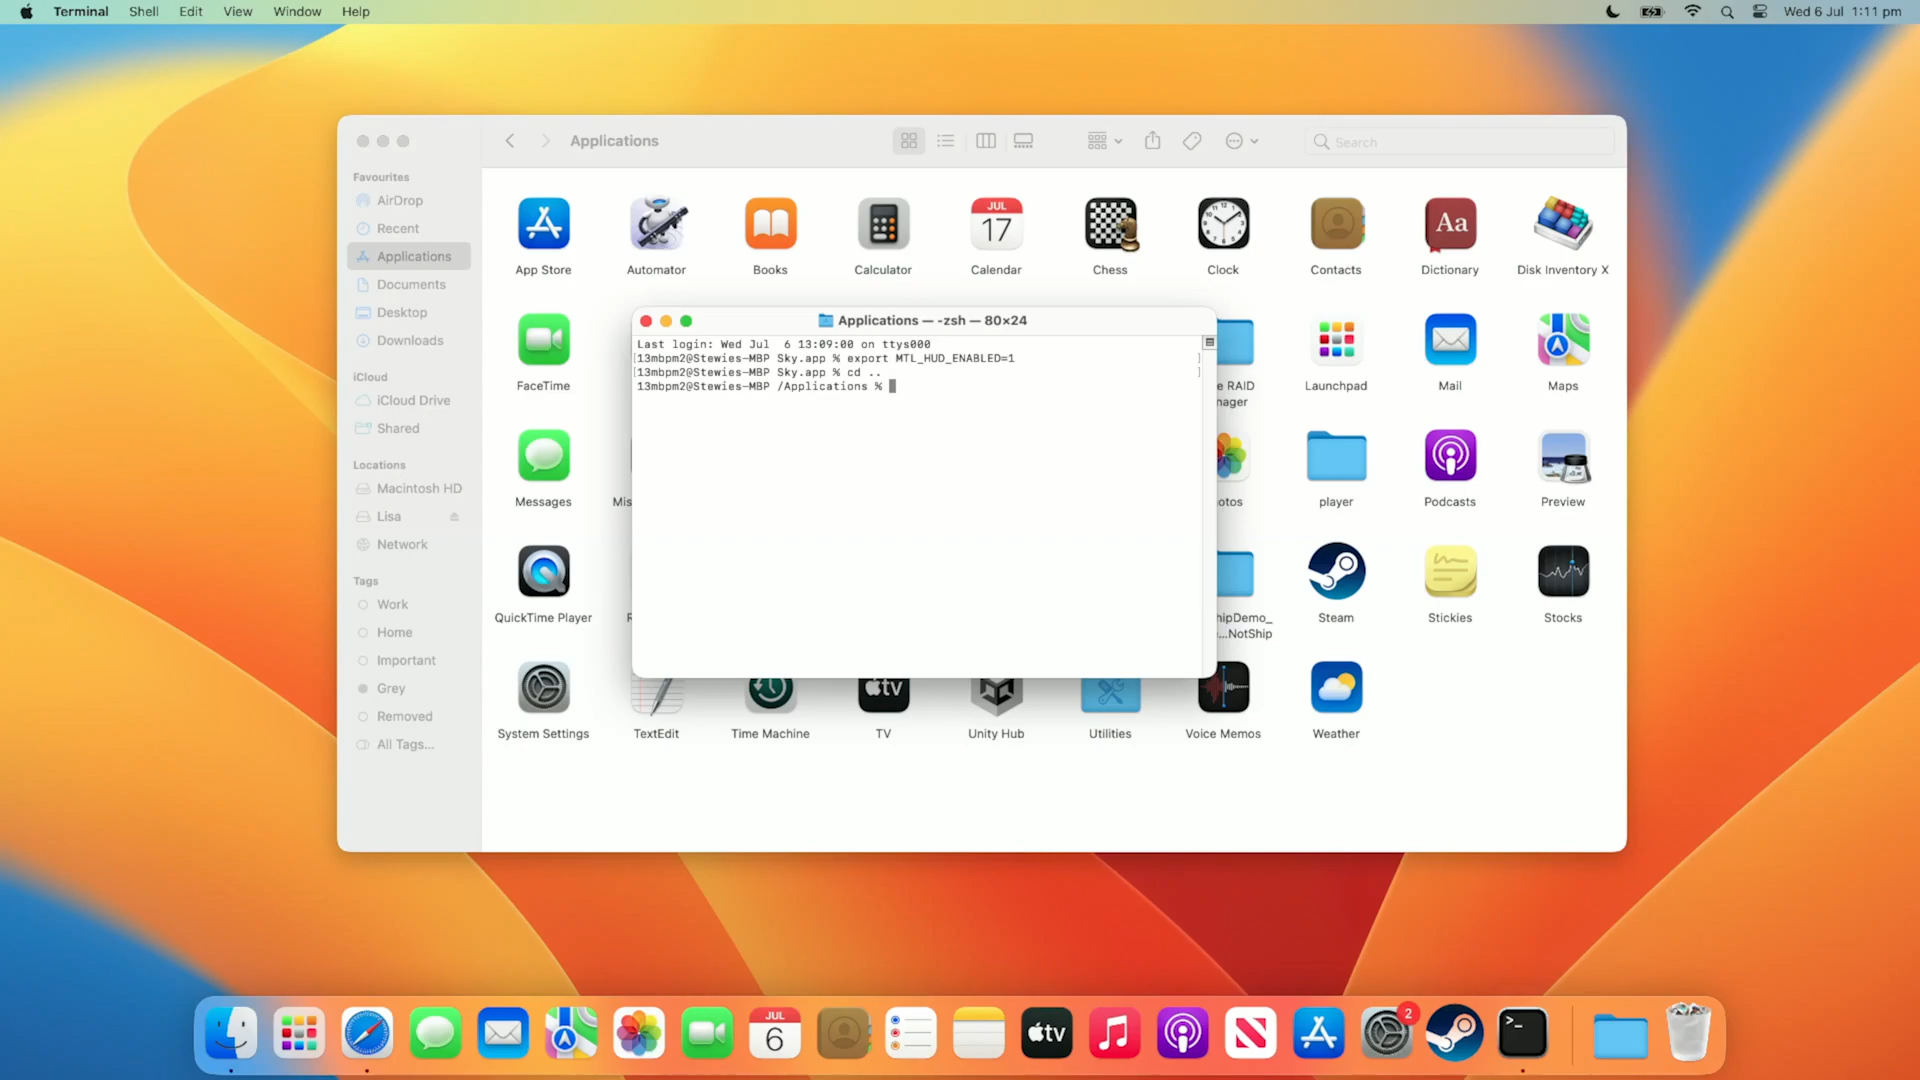 Terminal Shell Edit View Window Help
Wed 6 Jul 1:11 pm
Applications
Search
Favourites
AirDrop
Recent
Applications
Documents
Desktop
Downloads
iCloud
iCloud Drive
Shared
Locations
Macintosh HD
Lisa
Network
Tags
Work
Home
Important
Grey
Removed
All Tags...
JUL
17
Aa
App Store Automator Books Calculator Calendar Chess Clock Contacts Dictionary Disk Inventory X
Applications — -zsh — 80×24
Last login: Wed Jul  6 13:09:00 on ttys000
[13mbpm2@Stewies-MBP Sky.app % export MTL_HUD_ENABLED=1 ]
[13mbpm2@Stewies-MBP Sky.app % cd .. ]
13mbpm2@Stewies-MBP /Applications %
FaceTime
RAID
nager
Launchpad Mail Maps
Messages Mis
otos
player Podcasts Preview
QuickTime Player
hipDemo_
...NotShip
Steam Stickies Stocks
tv
System Settings TextEdit Time Machine TV Unity Hub Utilities Voice Memos Weather
JUL
6
tv
2
>_